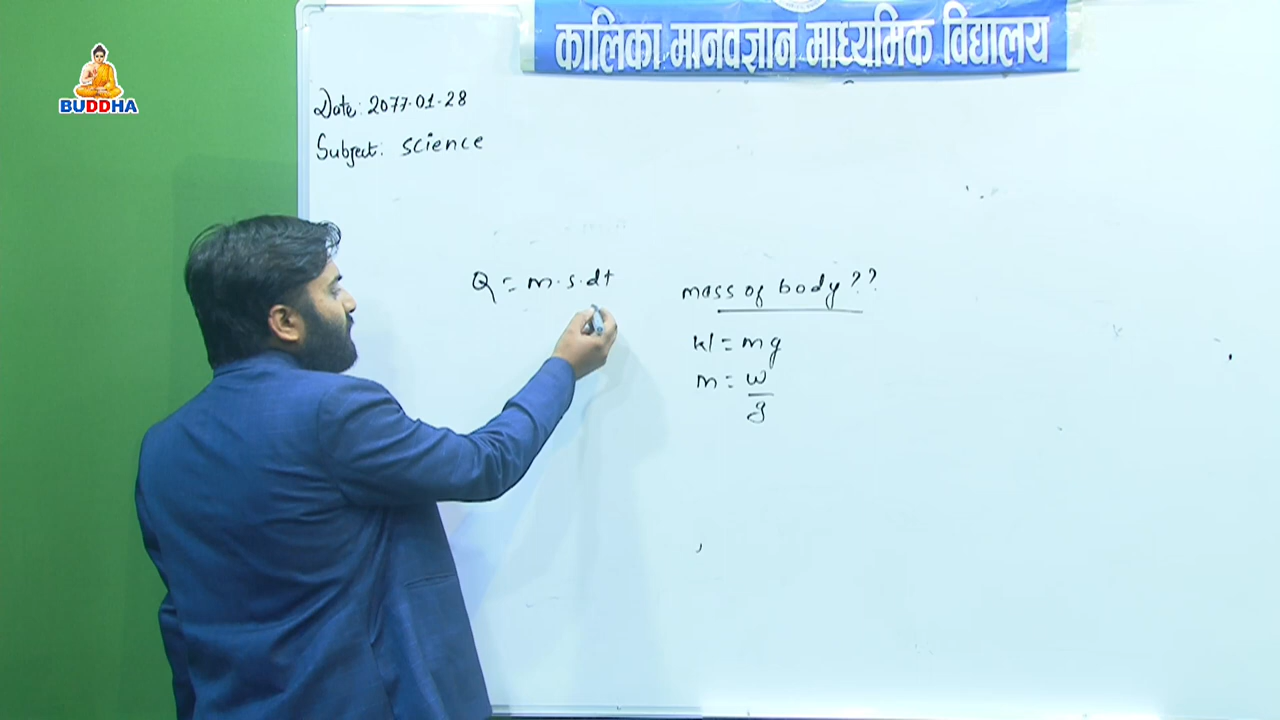 कालिका मानवज्ञान माध्यमिक विद्यालय
BUDDHA
Date: 2077.01.28
Subject: science
Q = m.s.dt
mass of body ??
W = mg
m = w
g